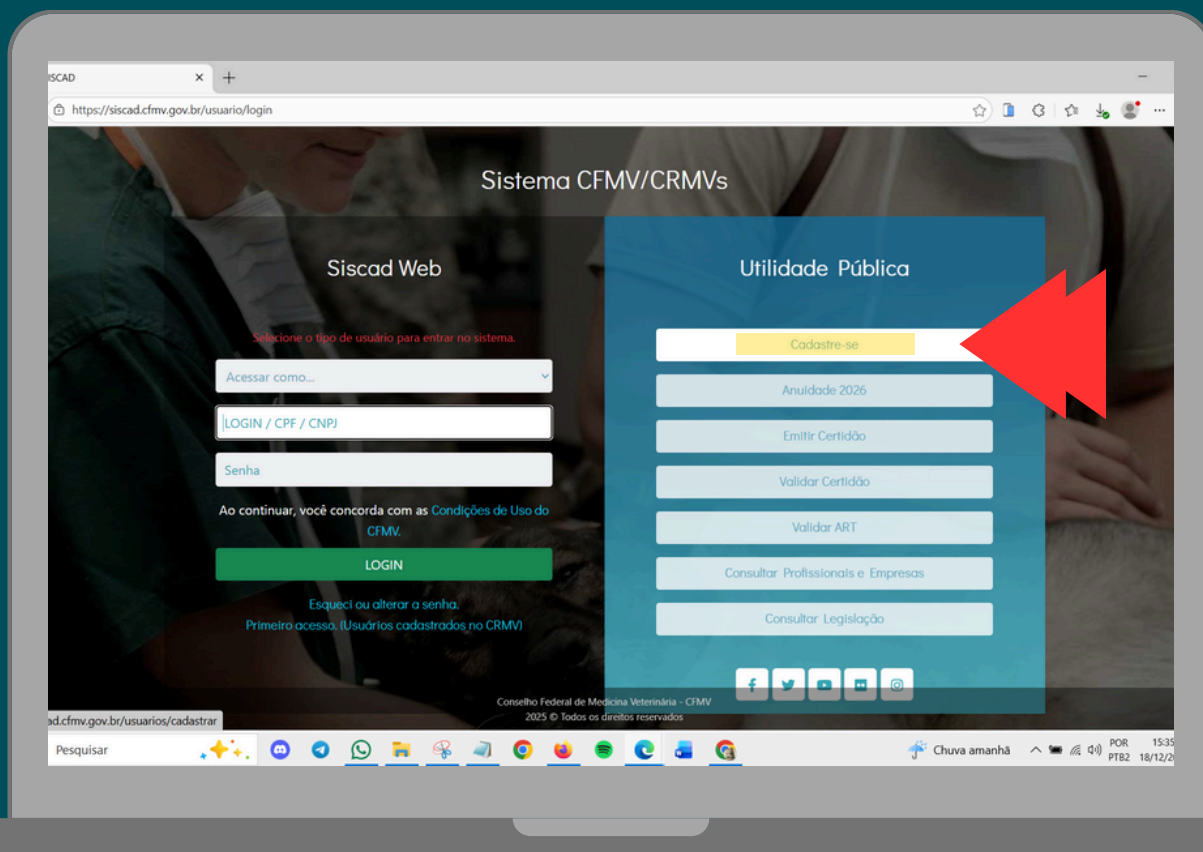 ISCAD
https://siscad.cfmv.gov.br/usuario/login
Sistema CFMV/CRMVs
Siscad Web
Selecione o tipo de usuário para entrar no sistema.
Acessar como...
LOGIN / CPF / CNPJ
Senha
Ao continuar, você concorda com as Condições de Uso do
CFMV.
LOGIN
Esqueci ou alterar a senha.
Primeiro acesso. (Usuários cadastrados no CRMV)
Utilidade Pública
Cadastre-se
Anuidade 2026
Emitir Certidão
Validar Certidão
Validar ART
Consultar Profissionais e Empresas
Consultar Legislação
Conselho Federal de Medicina Veterinária - CFMV
2025 © Todos os direitos reservados
ad.cfmv.gov.br/usuarios/cadastrar
Pesquisar
Chuva amanhã
POR
PTB2
15:35
18/12/2